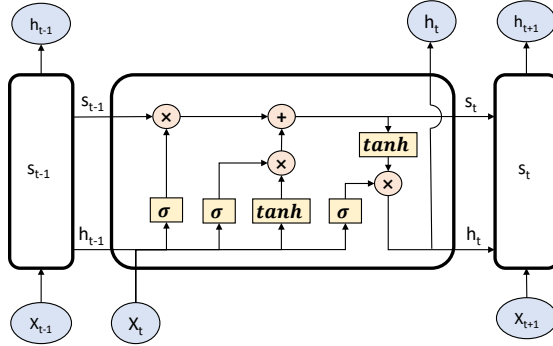 h_{t-1}
h_t
h_{t+1}
s_{t-1}
s_t
× +
tanh
×
s_{t-1}
×
s_t
σ σ tanh σ
h_{t-1}
h_t
X_{t-1}
X_t
X_{t+1}